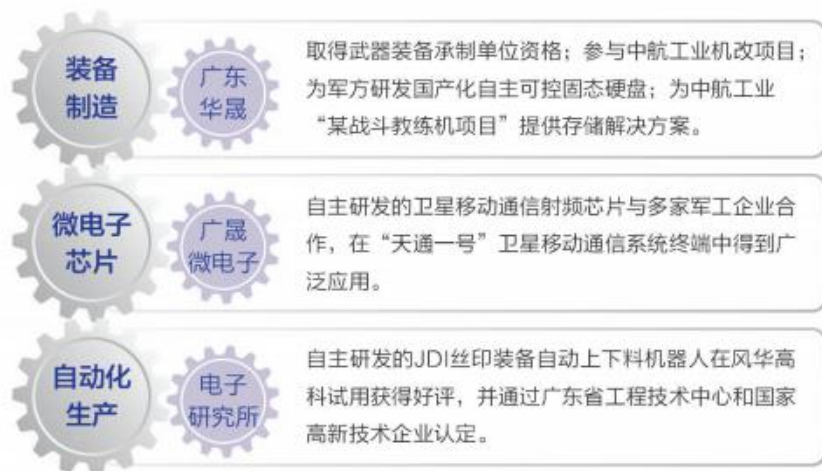 装备
制造
广东
华晟
取得武器装备承制单位资格；参与中航工业机改项目；
为军方研发国产化自主可控固态硬盘；为中航工业
“某战斗教练机项目”提供存储解决方案。
微电子
芯片
广晟
微电子
自主研发的卫星移动通信射频芯片与多家军工企业合
作，在“天通一号”卫星移动通信系统终端中得到广
泛应用。
自动化
生产
电子
研究所
自主研发的JDI丝印装备自动上下料机器人在风华高
科试用获得好评，并通过广东省工程技术中心和国家
高新技术企业认定。